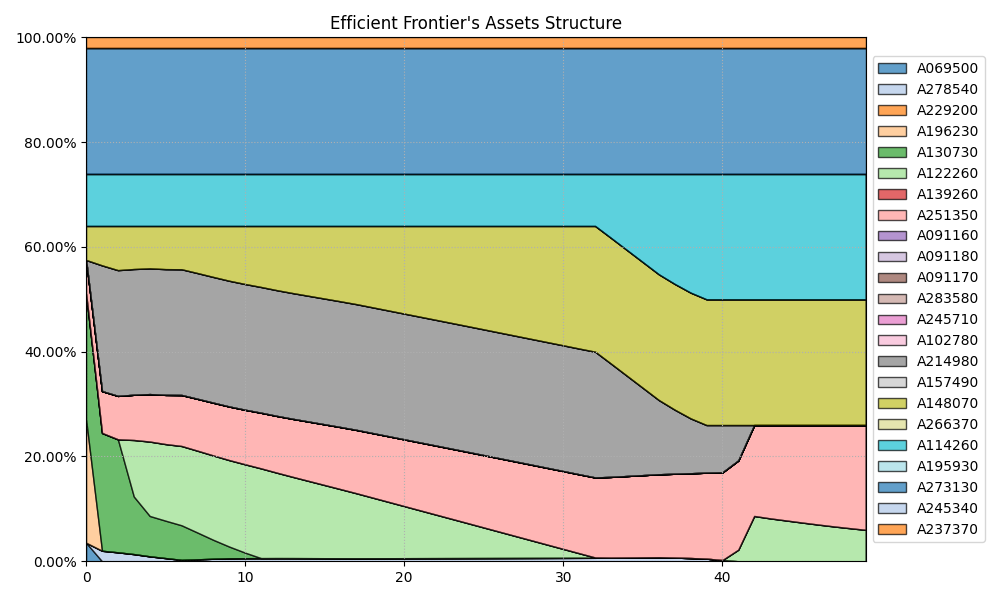 Efficient Frontier's Assets Structure
100.00%
80.00%
60.00%
40.00%
20.00%
0.00%
0
10
20
30
40
A069500
A278540
A229200
A196230
A130730
A122260
A139260
A251350
A091160
A091180
A091170
A283580
A245710
A102780
A214980
A157490
A148070
A266370
A114260
A195930
A273130
A245340
A237370